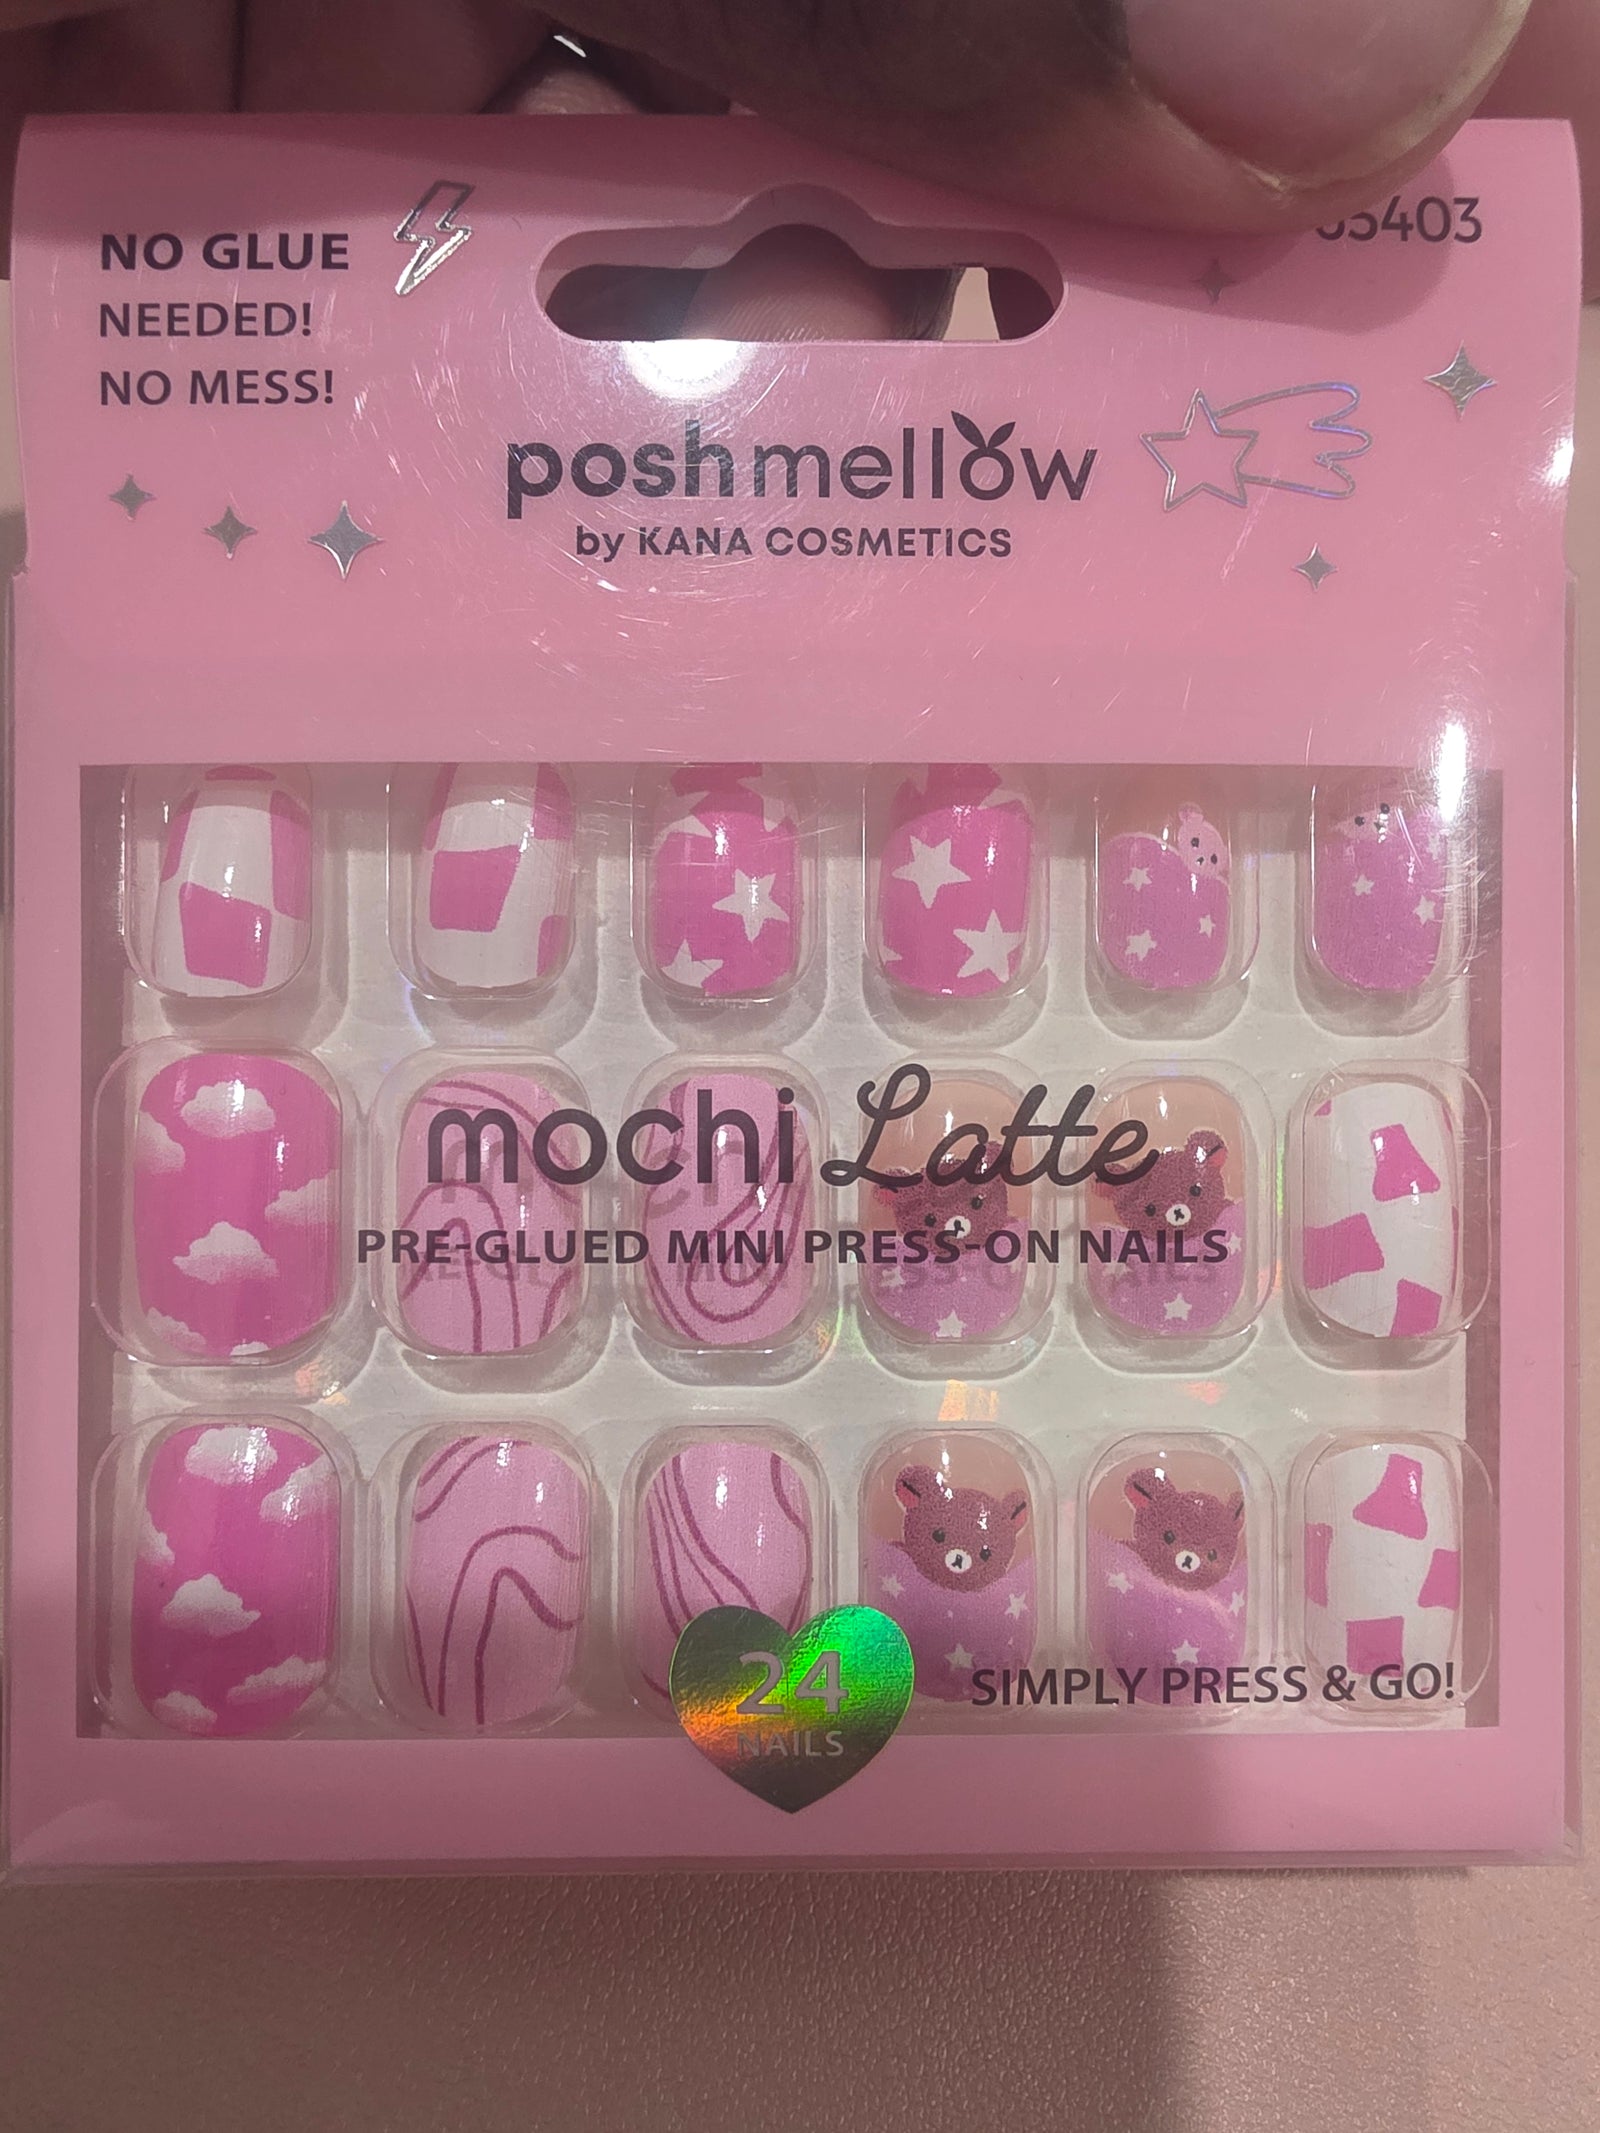 NO GLUE
NEEDED!
NO MESS!
poshmellow
by KANA COSMETICS
mochi Latte
PRE-GLUED MINI PRESS-ON NAILS
24
NAILS
SIMPLY PRESS & GO!